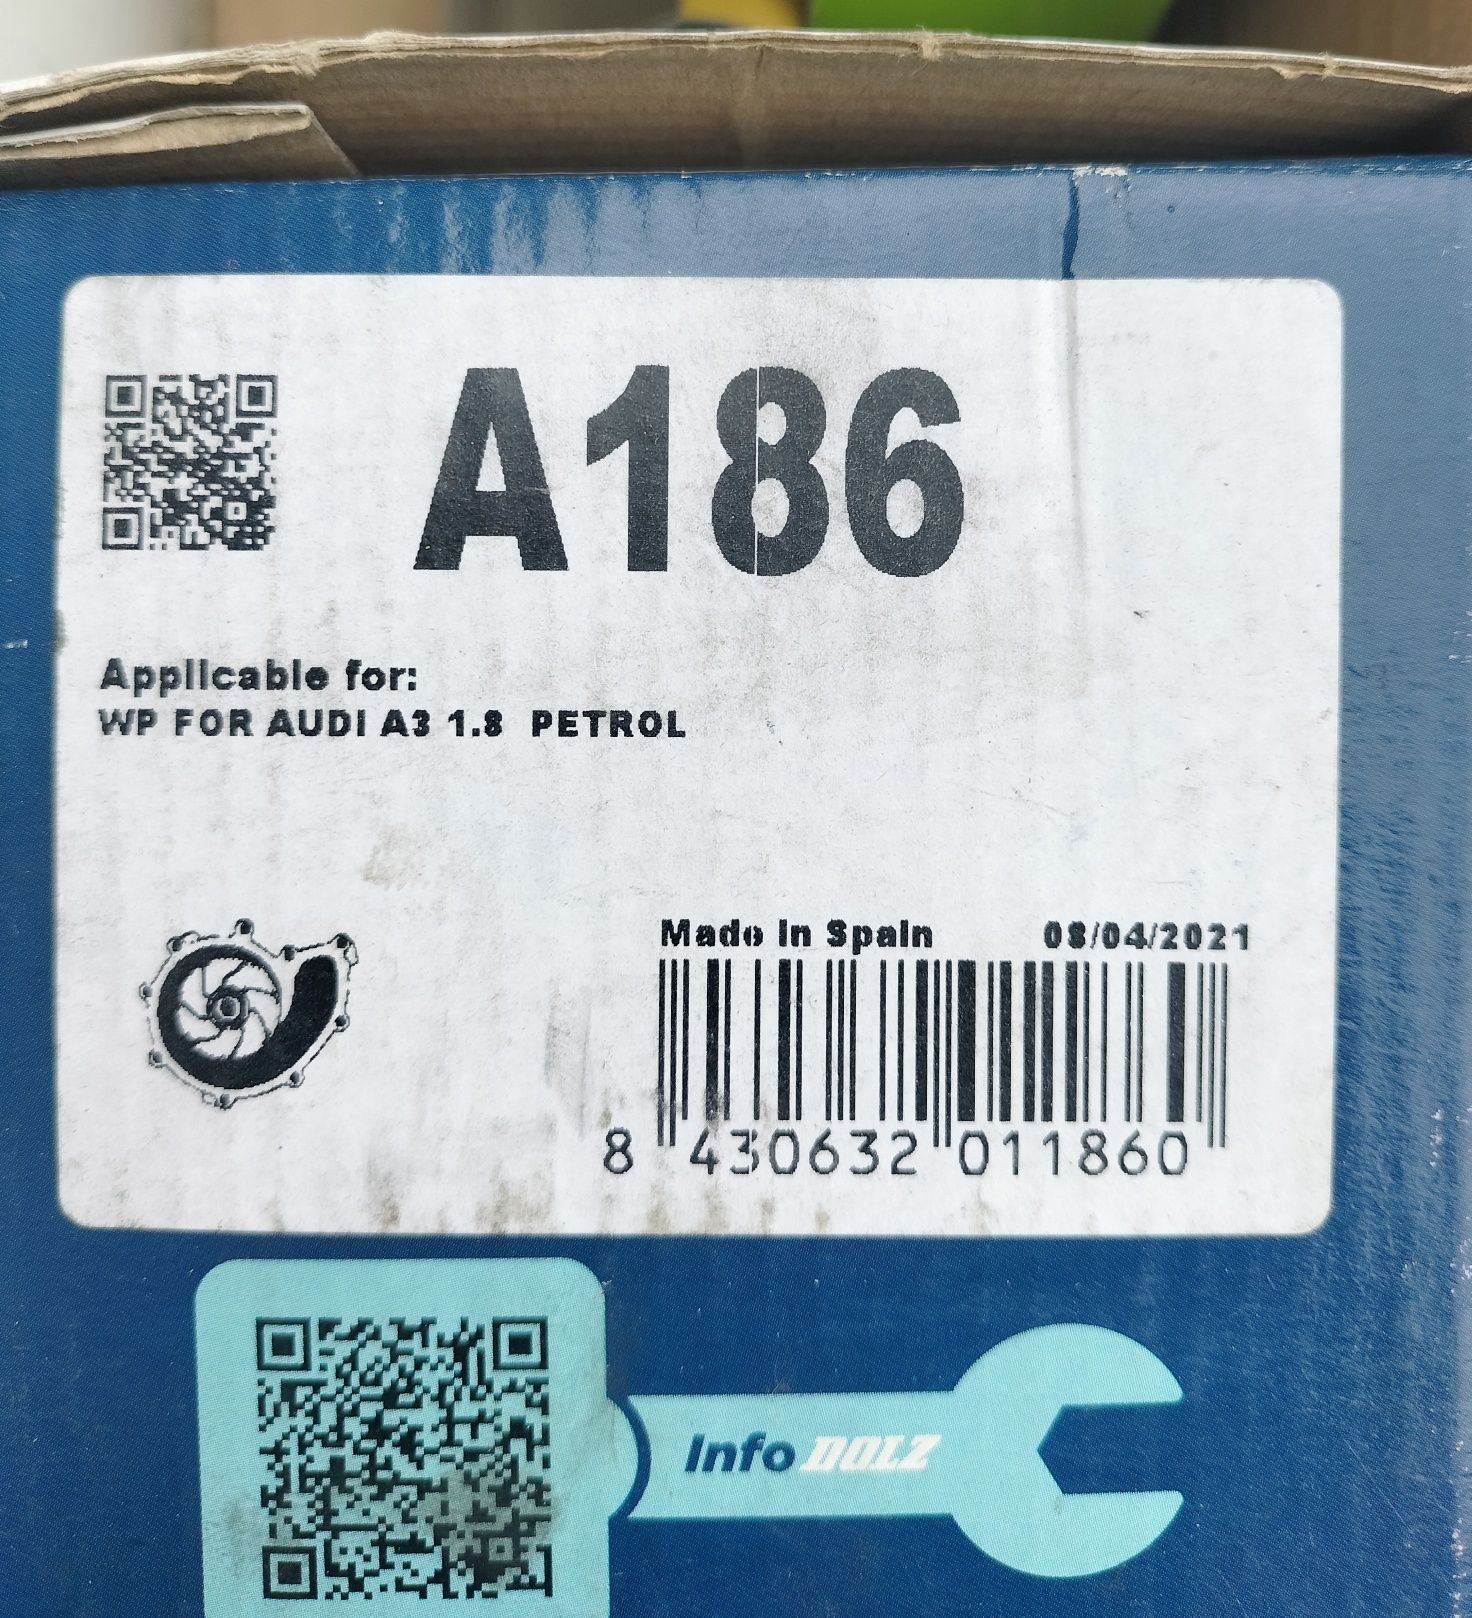 A186
Applicable for:
WP FOR AUDI A3 1.8 PETROL
Made in Spain 08/04/2021
8 430632 011860
Info DOLZ